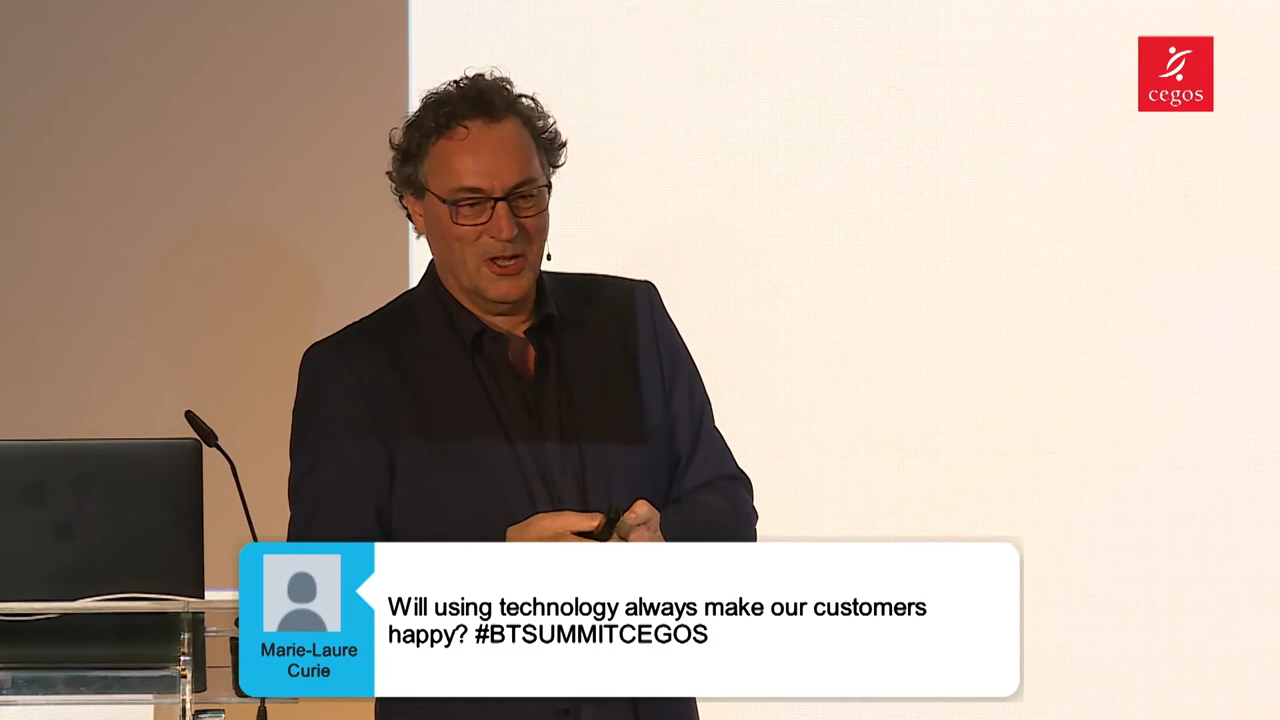 cegos
Marie-Laure
Curie
Will using technology always make our customers
happy? #BTSUMMITCEGOS